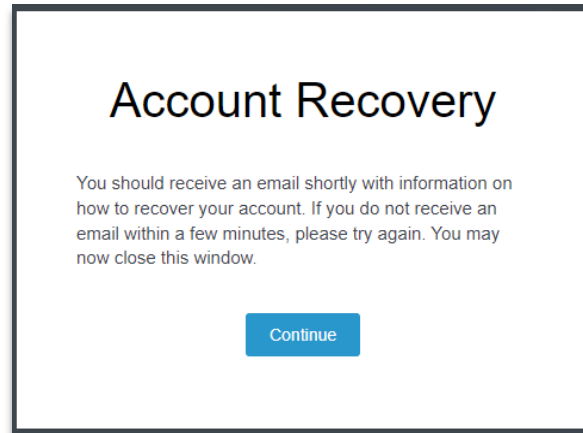 Account Recovery
You should receive an email shortly with information on
how to recover your account. If you do not receive an
email within a few minutes, please try again. You may
now close this window.
Continue